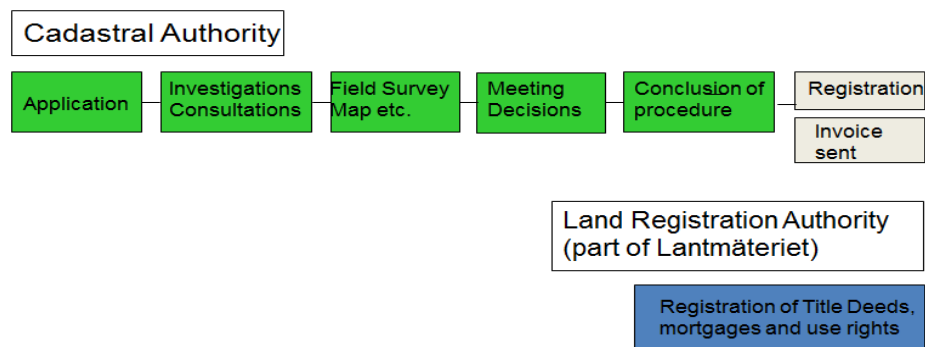 Cadastral Authority
Application
Investigations
Consultations
Field Survey
Map etc.
Meeting
Decisions
Conclusion of
procedure
Registration
Invoice
sent
Land Registration Authority
(part of Lantmäteriet)
Registration of Title Deeds,
mortgages and use rights